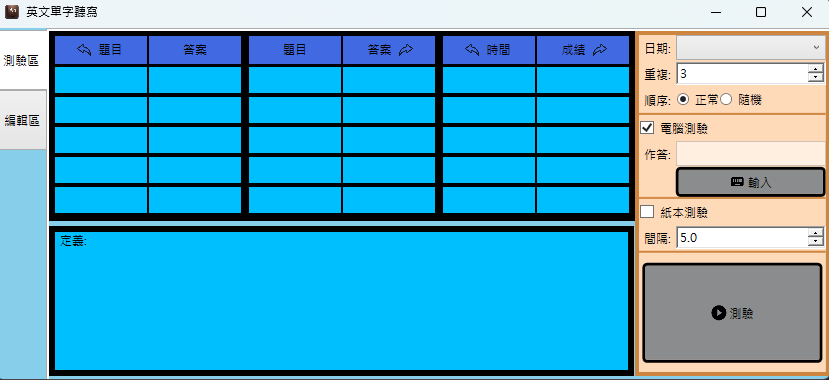 英文單字聽寫
測驗區
編輯區
題目 答案 題目 答案 時間 成績
定義:
日期:
重複: 3
順序: 正常 隨機
電腦測驗
作答:
輸入
紙本測驗
間隔: 5.0
測驗